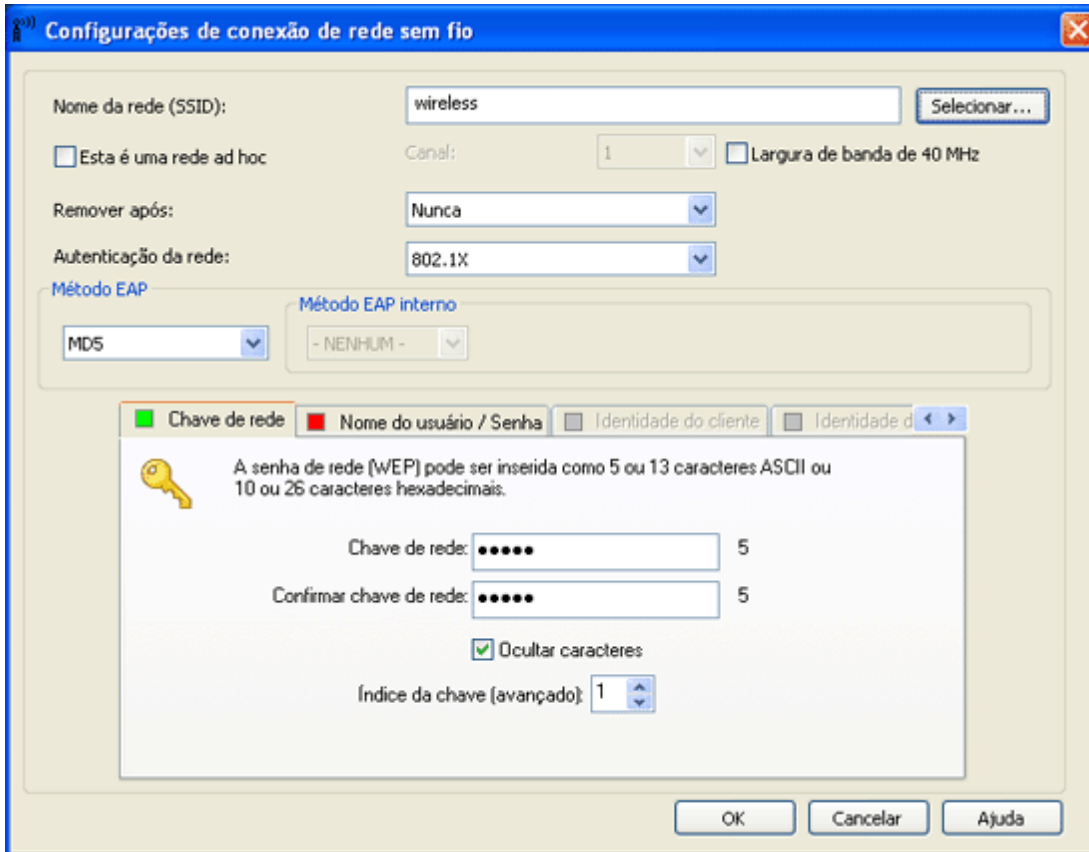 Configurações de conexão de rede sem fio
Nome da rede (SSID): wireless Selecionar...
Esta é uma rede ad hoc Canal: 1 Largura de banda de 40 MHz
Remover após: Nunca
Autenticação da rede: 802.1X
Método EAP
Método EAP interno
MD5 - NENHUM -
Chave de rede Nome do usuário / Senha Identidade do cliente Identidade d
A senha de rede (WEP) pode ser inserida como 5 ou 13 caracteres ASCII ou
10 ou 26 caracteres hexadecimais.
Chave de rede: ••••• 5
Confirmar chave de rede: ••••• 5
Ocultar caracteres
Índice da chave (avançado): 1
OK Cancelar Ajuda